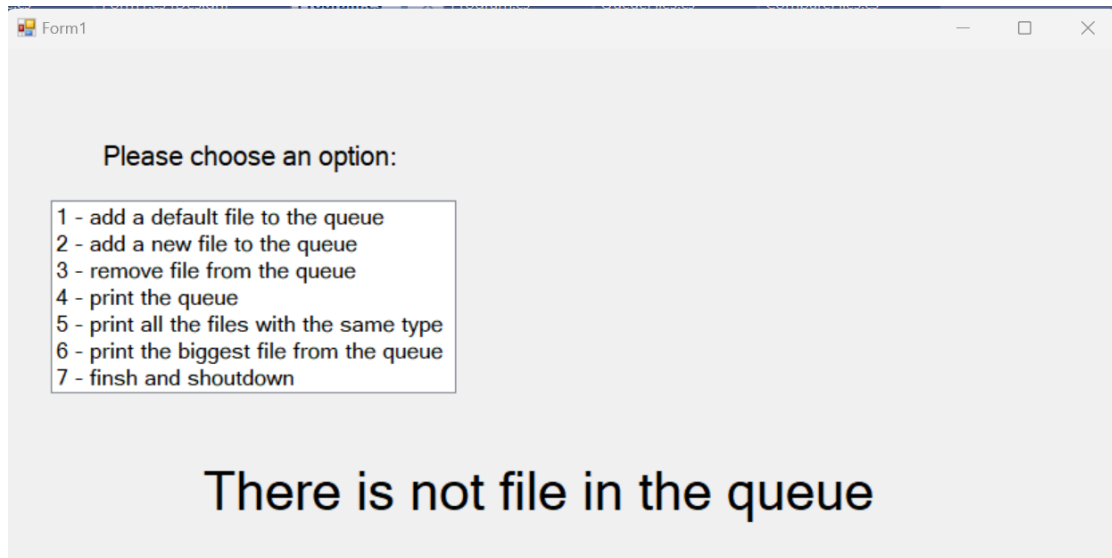 Form1
Please choose an option:
1 - add a default file to the queue
2 - add a new file to the queue
3 - remove file from the queue
4 - print the queue
5 - print all the files with the same type
6 - print the biggest file from the queue
7 - finsh and shoutdown
There is not file in the queue